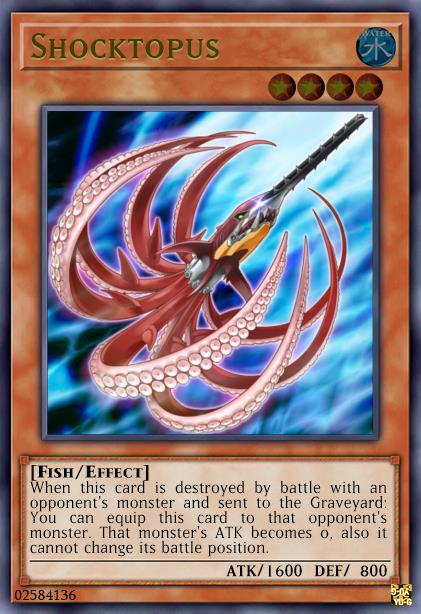 Shocktopus
WATER
水
[Fish/Effect]
When this card is destroyed by battle with an
opponent's monster and sent to the Graveyard:
You can equip this card to that opponent's
monster. That monster's ATK becomes 0, also it
cannot change its battle position.
ATK/1600 DEF/ 800
02584136